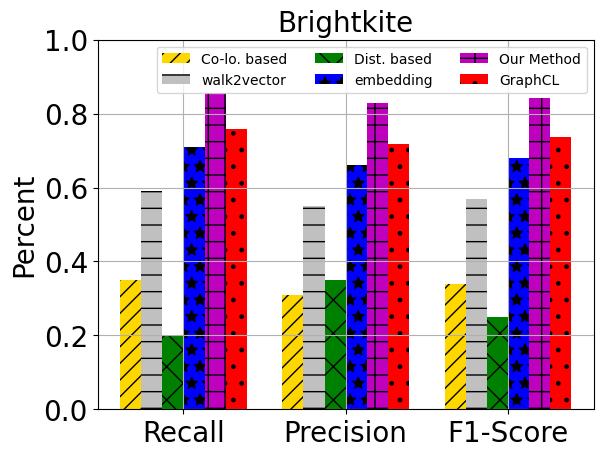 Brightkite
Percent
1.0
0.8
0.6
0.4
0.2
0.0
Co-lo. based
walk2vector
Dist. based
embedding
Our Method
GraphCL
Recall
Precision
F1-Score